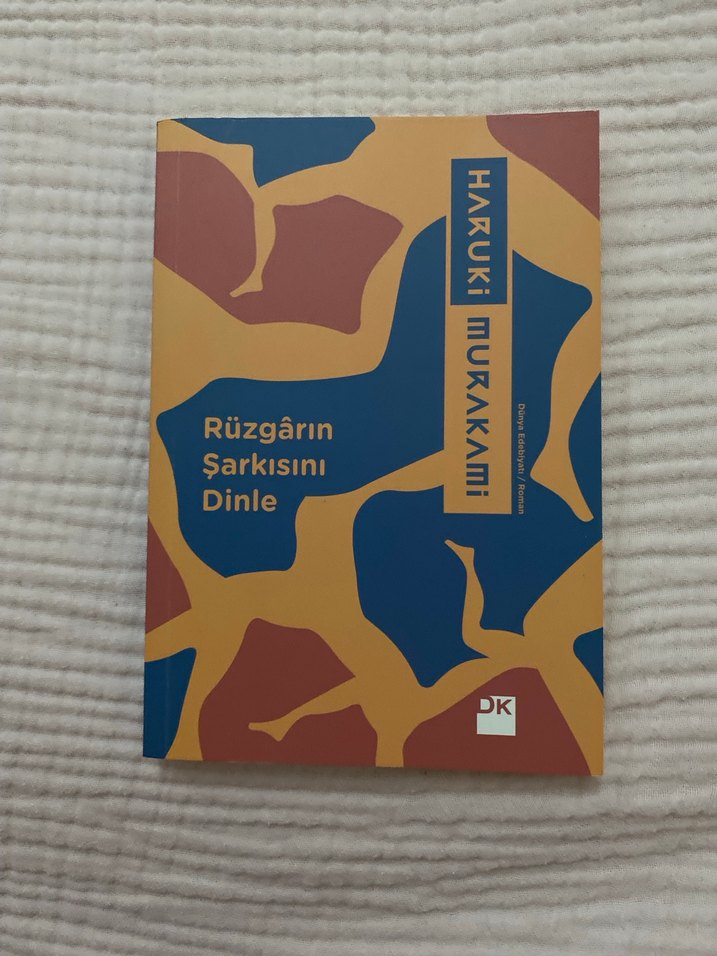 HARUKi
MURAKAMi
Dünya Edebiyatı / Roman
Rüzgârın
Şarkısını
Dinle
DK